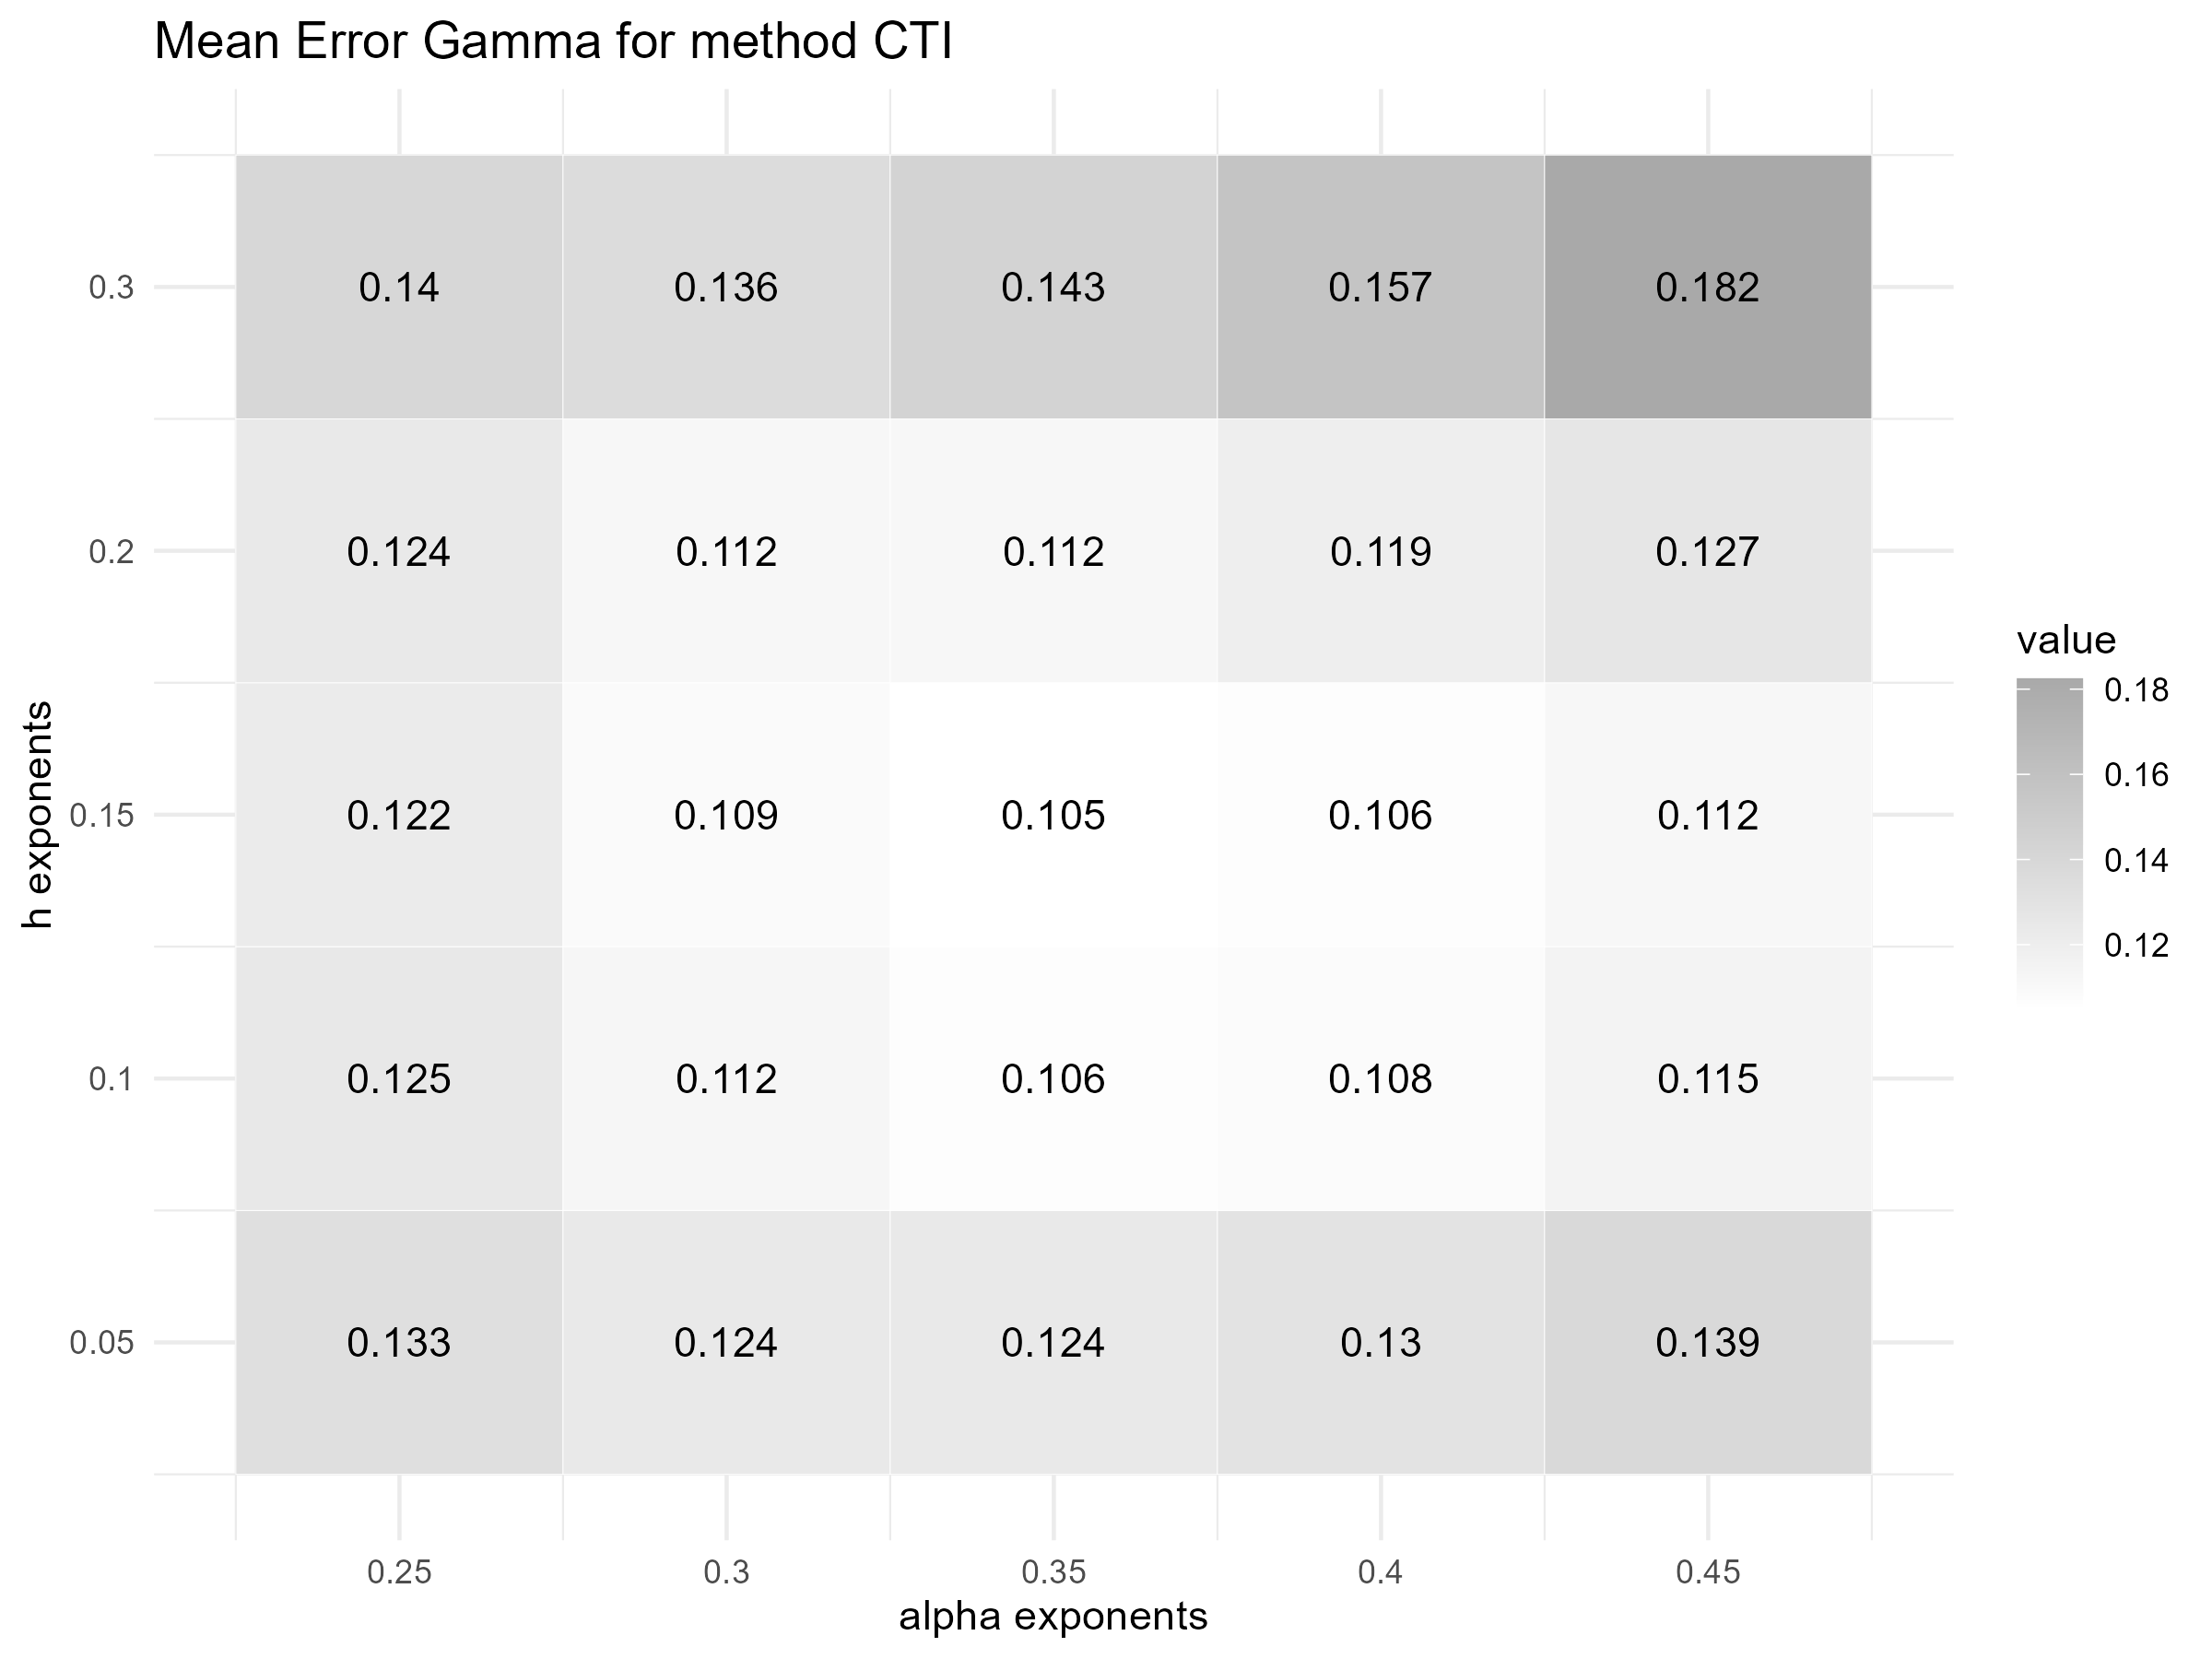 Mean Error Gamma for method CTI
0.3 0.14 0.136 0.143 0.157 0.182
0.2 0.124 0.112 0.112 0.119 0.127
0.15 0.122 0.109 0.105 0.106 0.112
0.1 0.125 0.112 0.106 0.108 0.115
0.05 0.133 0.124 0.124 0.13 0.139
0.25 0.3 0.35 0.4 0.45
alpha exponents
h exponents
value
0.18
0.16
0.14
0.12